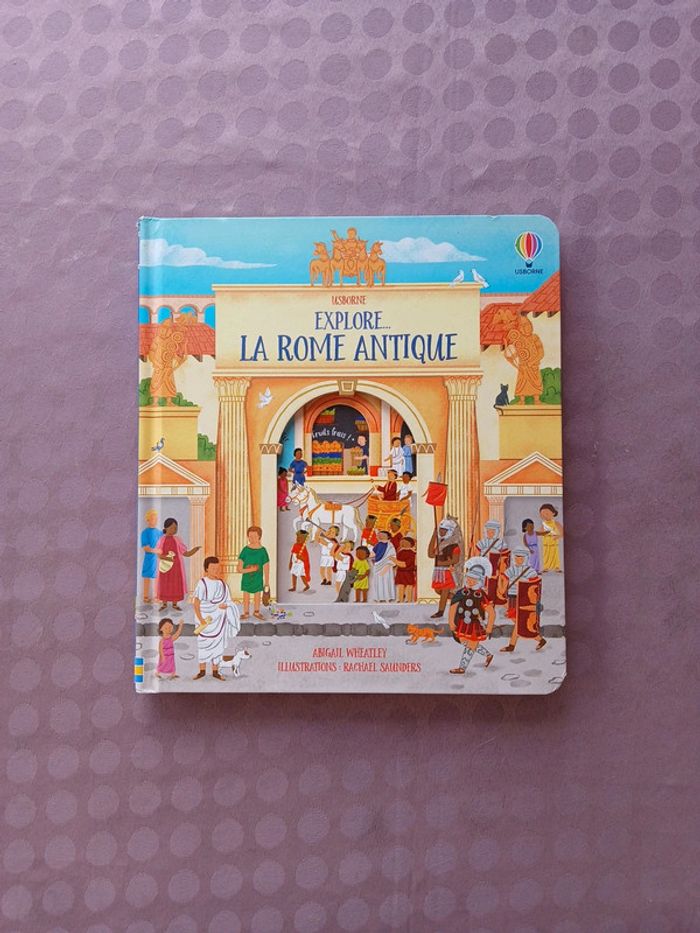 USBORNE
USBORNE
EXPLORE...
LA ROME ANTIQUE
Fruits frais !
ABIGAIL WHEATLEY
ILLUSTRATIONS : RACHAEL SAUNDERS